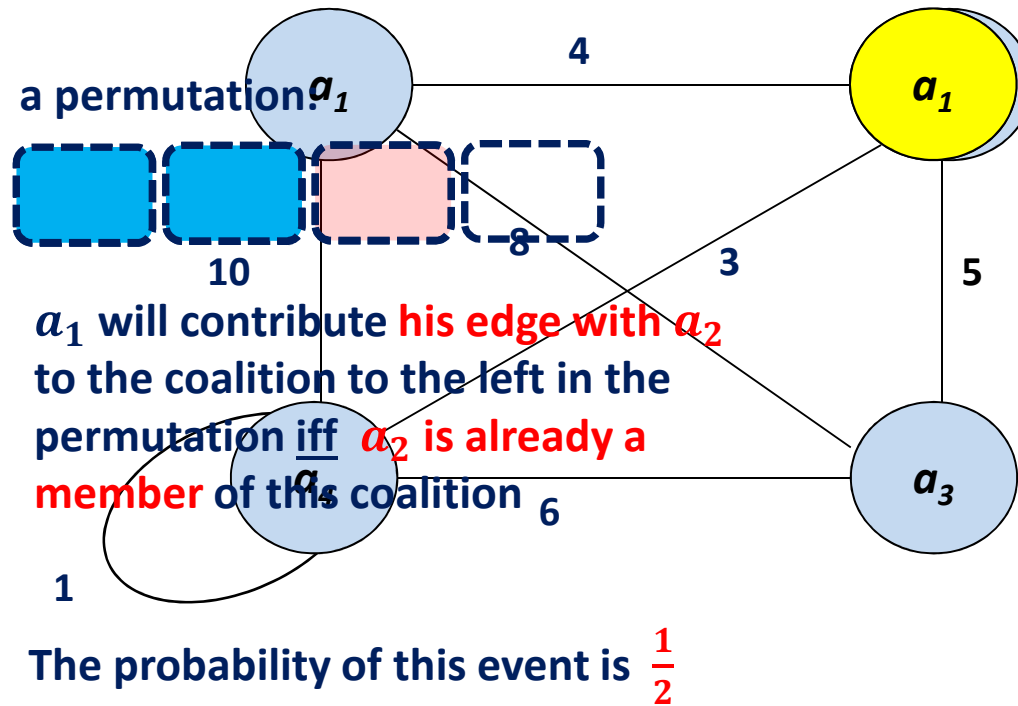 4
a₁
a₁
a permutation:
8
10
3
5
a₁ will contribute his edge with a₂
to the coalition to the left in the
permutation iff a₂ is already a
member of this coalition
a₃
6
1
The probability of this event is 1/2